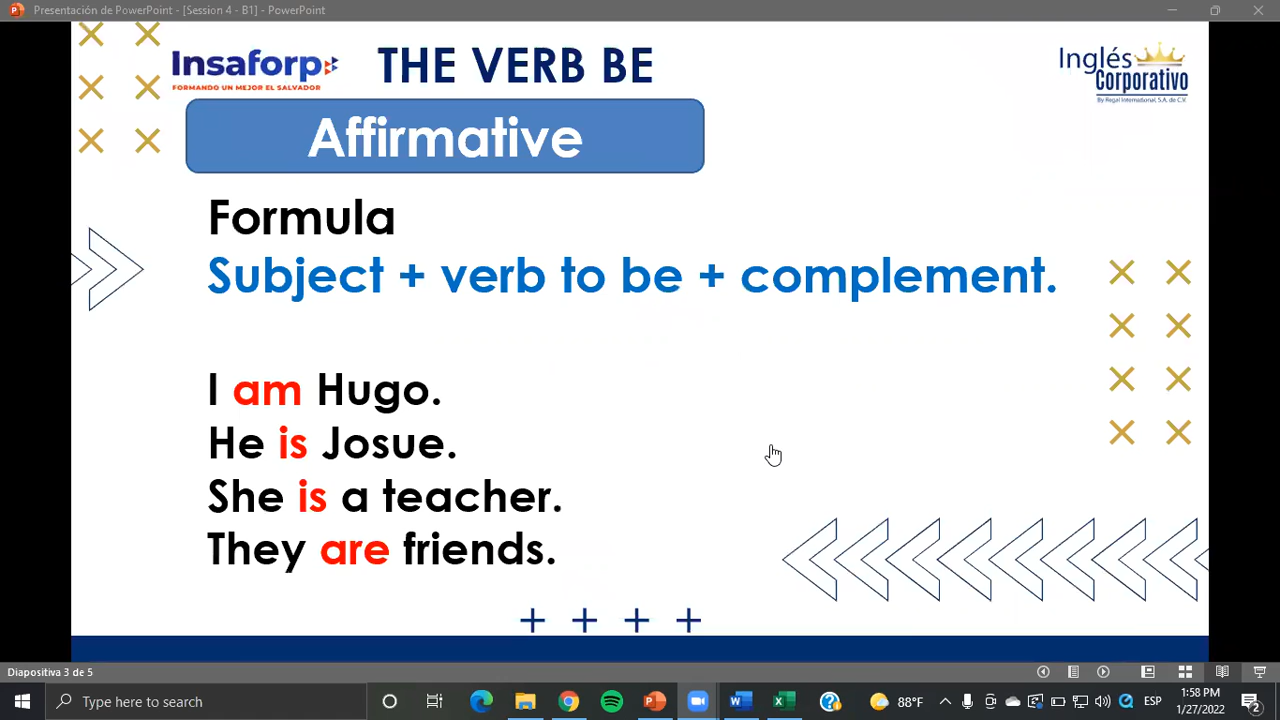 Presentación de PowerPoint - [Session 4 - B1] - PowerPoint
Insaforp
FORMANDO UN MEJOR EL SALVADOR
THE VERB BE
Inglés
Corporativo
By Regal International, S.A. de C.V.
Affirmative
Formula
Subject + verb to be + complement.
I am Hugo.
He is Josue.
She is a teacher.
They are friends.
Diapositiva 3 de 5
Type here to search
88°F
ESP
1:58 PM
1/27/2022
2